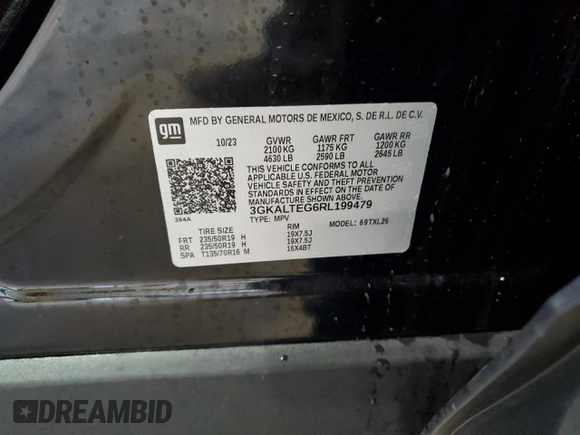 gm
MFD BY GENERAL MOTORS DE MEXICO, S. DE R.L. DE C.V.
10/23 GVWR GAWR FRT GAWR RR
2100 KG 1175 KG 1200 KG
4630 LB 2590 LB 2645 LB
THIS VEHICLE CONFORMS TO ALL
APPLICABLE U.S. FEDERAL MOTOR
VEHICLE SAFETY AND THEFT PREVENTION
STANDARDS IN EFFECT ON THE DATE OF
MANUFACTURE SHOWN ABOVE.
3GKALTEG6RL199479
TYPE: MPV MODEL: 69TXL26
384A
TIRE SIZE RIM
FRT 235/50R19 H 19X7.5J
RR 235/50R19 H 19X7.5J
SPA T135/70R16 M 16X4BT
DREAMBID